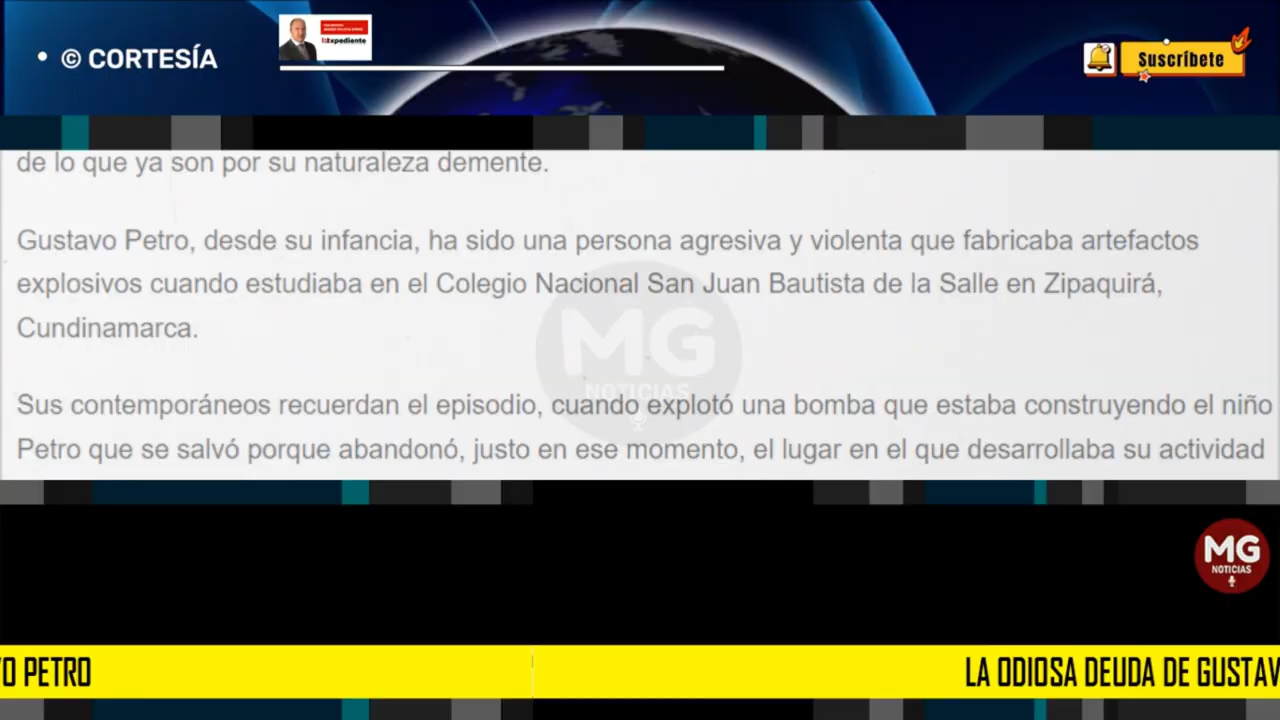 • © CORTESÍA
Expediente
Suscríbete
de lo que ya son por su naturaleza demente.
Gustavo Petro, desde su infancia, ha sido una persona agresiva y violenta que fabricaba artefactos
explosivos cuando estudiaba en el Colegio Nacional San Juan Bautista de la Salle en Zipaquirá,
Cundinamarca.
Sus contemporáneos recuerdan el episodio, cuando explotó una bomba que estaba construyendo el niño
Petro que se salvó porque abandonó, justo en ese momento, el lugar en el que desarrollaba su actividad
MG
NOTICIAS
MG
NOTICIAS
O PETRO
LA ODIOSA DEUDA DE GUSTAV